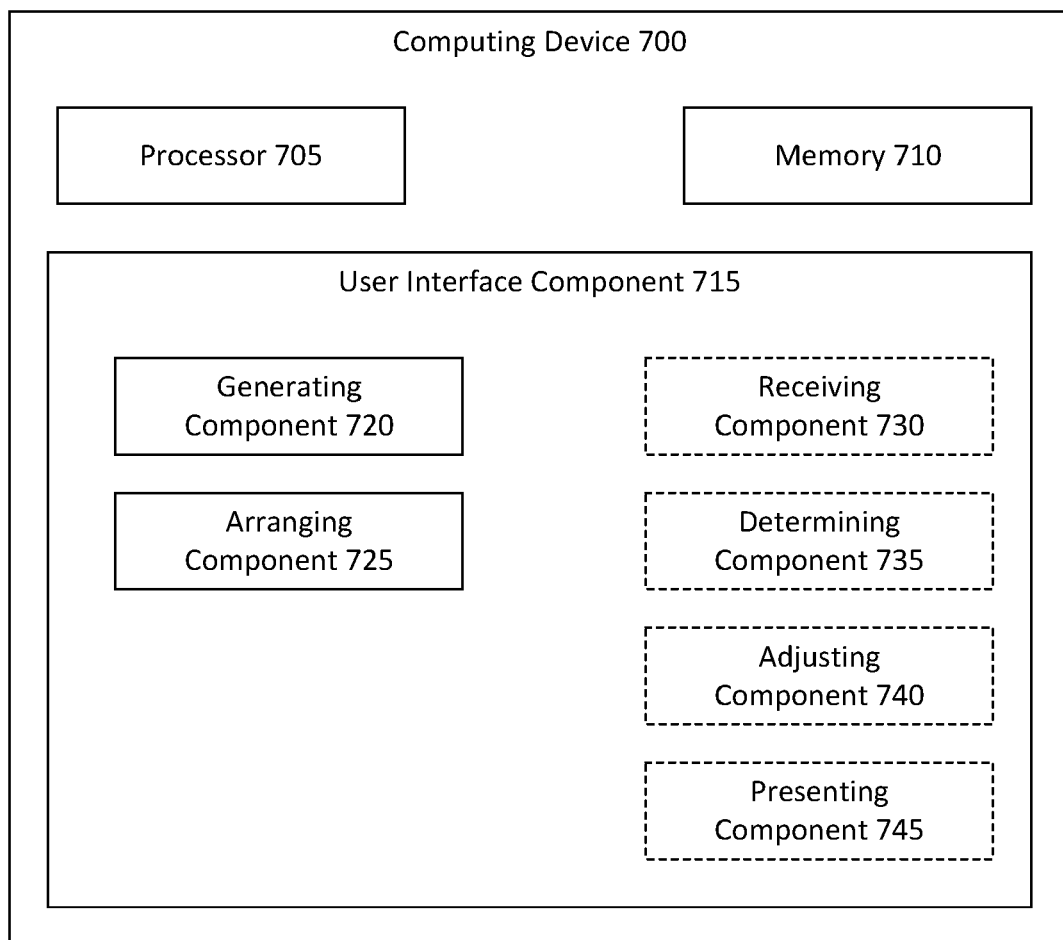 Computing Device 700
Processor 705
Memory 710
User Interface Component 715
Generating
Component 720
Arranging
Component 725
Receiving
Component 730
Determining
Component 735
Adjusting
Component 740
Presenting
Component 745